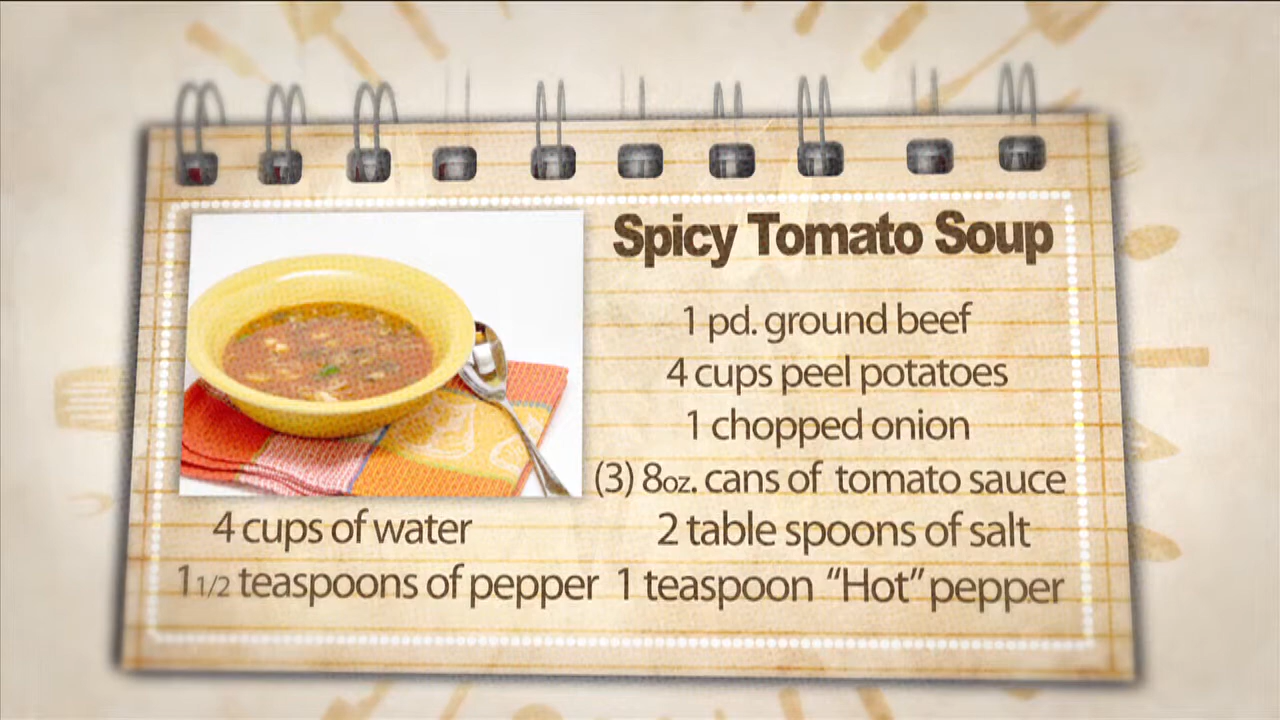 Spicy Tomato Soup
1 pd. ground beef
4 cups peel potatoes
1 chopped onion
(3) 8oz. cans of tomato sauce
4 cups of water
2 table spoons of salt
1 1/2 teaspoons of pepper
1 teaspoon “Hot” pepper